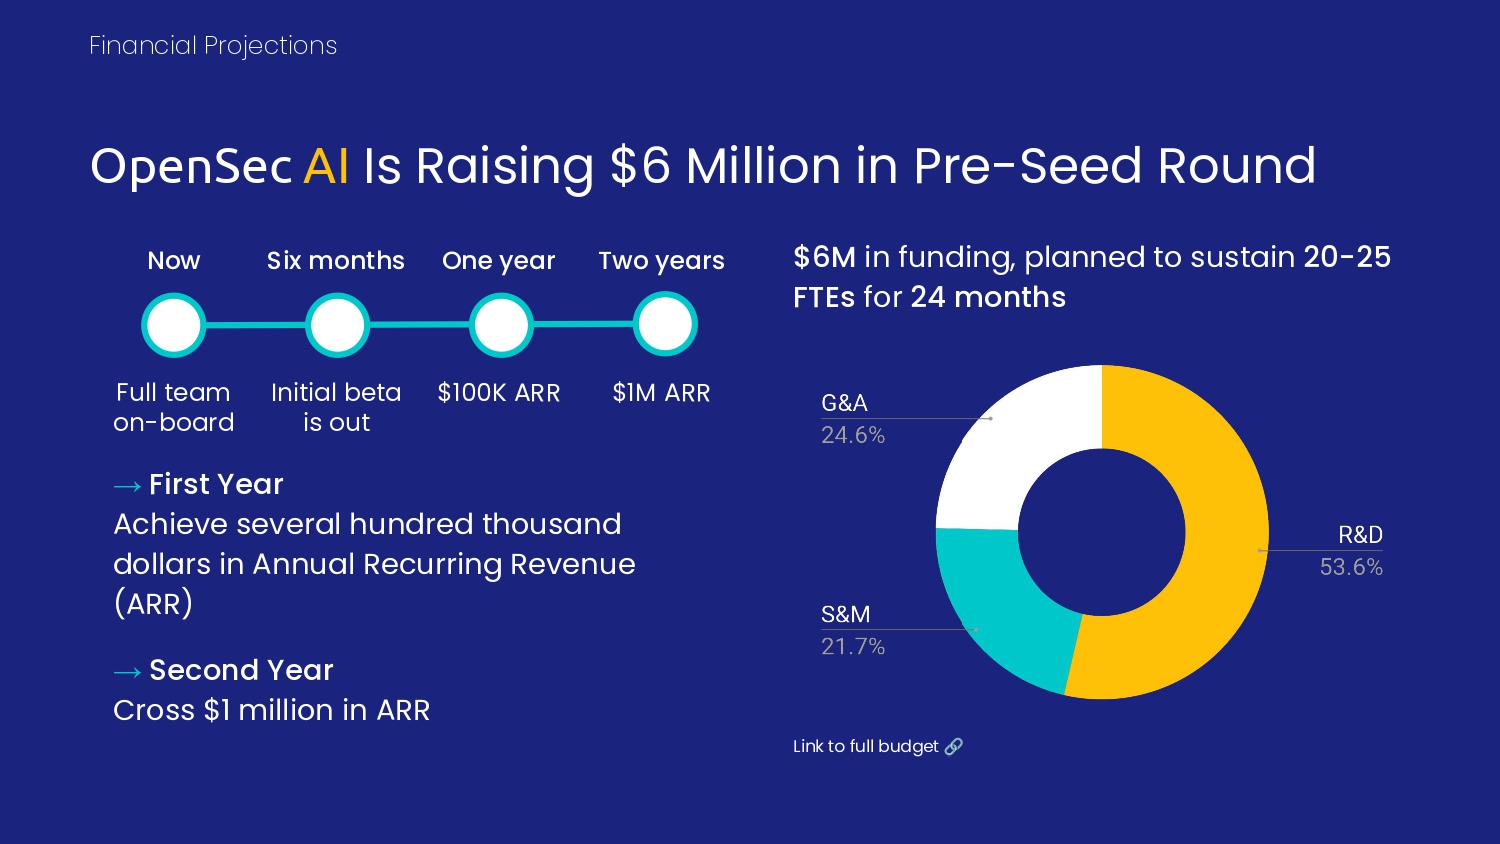 Financial Projections
OpenSec AI Is Raising $6 Million in Pre-Seed Round
Now
Six months
One year
Two years
Full team
on-board
Initial beta
is out
$100K ARR
$1M ARR
→ First Year
Achieve several hundred thousand
dollars in Annual Recurring Revenue
(ARR)
→ Second Year
Cross $1 million in ARR
$6M in funding, planned to sustain 20-25
FTEs for 24 months
G&A
24.6%
R&D
53.6%
S&M
21.7%
Link to full budget 🔗